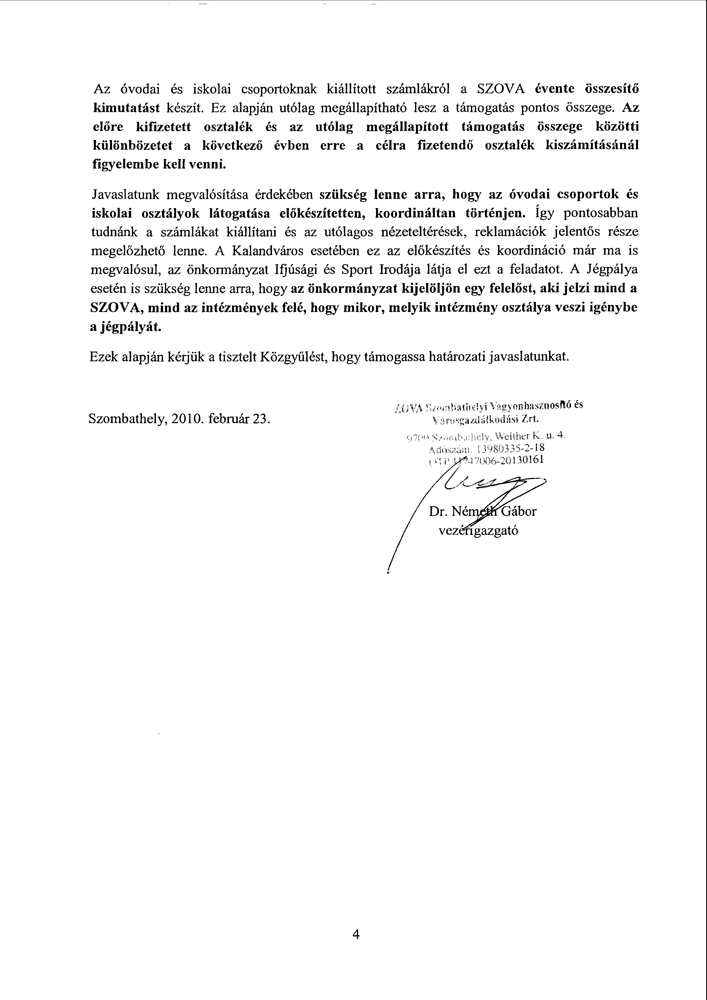 Az óvodai és iskolai csoportoknak kiállított számlákról a SZOVA évente összesítő
kimutatást készít. Ez alapján utólag megállapítható lesz a támogatás pontos összege. Az
előre kifizetett osztalék és az utólag megállapított támogatás összege közötti
különbözetet a következő évben erre a célra fizetendő osztalék kiszámításánál
figyelembe kell venni.
Javaslatunk megvalósítása érdekében szükség lenne arra, hogy az óvodai csoportok és
iskolai osztályok látogatása előkészítetten, koordináltan történjen. Így pontosabban
tudnánk a számlákat kiállítani és az utólagos nézeteltérések, reklamációk jelentős része
megelőzhető lenne. A Kalandváros esetében ez az előkészítés és koordináció már ma is
megvalósul, az önkormányzat Ifjúsági és Sport Irodája látja el ezt a feladatot. A Jégpálya
esetén is szükség lenne arra, hogy az önkormányzat kijelöljön egy felelőst, aki jelzi mind a
SZOVA, mind az intézmények felé, hogy mikor, melyik intézmény osztálya veszi igénybe
a jégpályát.
Ezek alapján kérjük a tisztelt Közgyűlést, hogy támogassa határozati javaslatunkat.
Szombathely, 2010. február 23.
ZOVA Szombathelyi Vagyonhasznosító és
Városgazdálkodási Zrt.
9700 Szombathely, Welther K. u. 4.
Adószám: 13980335-2-18
OTP 11747006-20130161
Dr. Németh Gábor
vezérigazgató
4